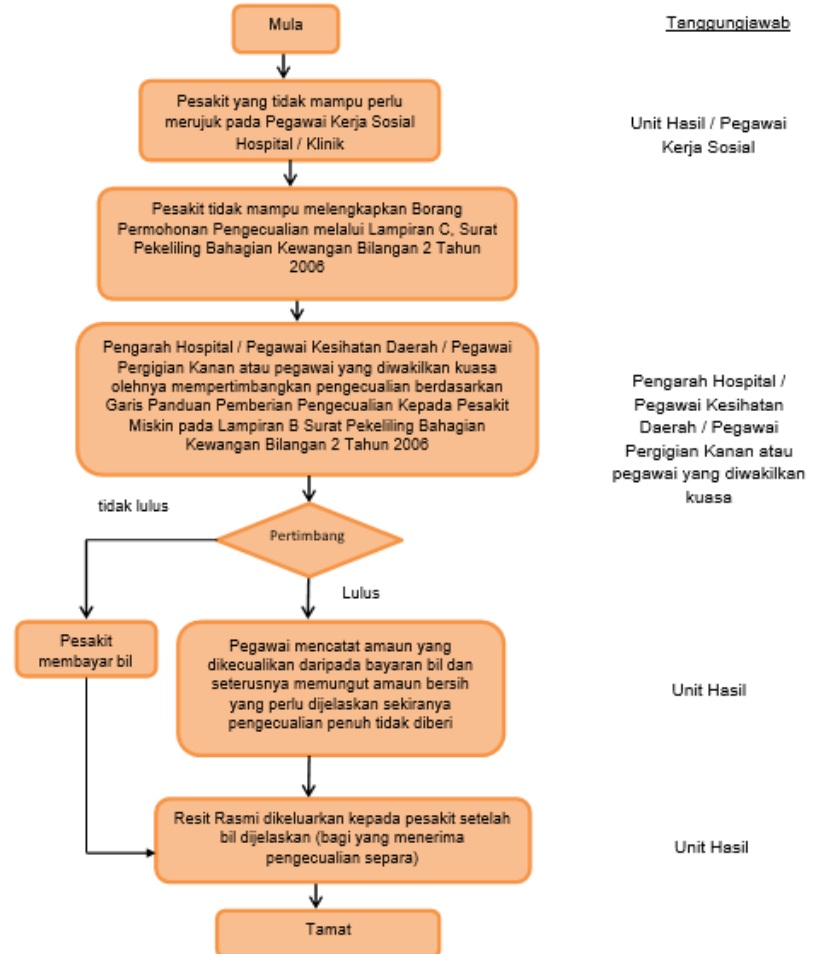 Mula
Tanggungjawab
Pesakit yang tidak mampu perlu
merujuk pada Pegawai Kerja Sosial
Hospital / Klinik
Unit Hasil / Pegawai
Kerja Sosial
Pesakit tidak mampu melengkapkan Borang
Permohonan Pengecualian melalui Lampiran C, Surat
Pekeliling Bahagian Kewangan Bilangan 2 Tahun
2006
Pengarah Hospital / Pegawai Kesihatan Daerah / Pegawai
Pergigian Kanan atau pegawai yang diwakilkan kuasa
olehnya mempertimbangkan pengecualian berdasarkan
Garis Panduan Pemberian Pengecualian Kepada Pesakit
Miskin pada Lampiran B Surat Pekeliling Bahagian
Kewangan Bilangan 2 Tahun 2006
Pengarah Hospital /
Pegawai Kesihatan
Daerah / Pegawai
Pergigian Kanan atau
pegawai yang diwakilkan
kuasa
tidak lulus
Pertimbang
Lulus
Pesakit
membayar bil
Pegawai mencatat amaun yang
dikecualikan daripada bayaran bil dan
seterusnya memungut amaun bersih
yang perlu dijelaskan sekiranya
pengecualian penuh tidak diberi
Unit Hasil
Resit Rasmi dikeluarkan kepada pesakit setelah
bil dijelaskan (bagi yang menerima
pengecualian separa)
Unit Hasil
Tamat